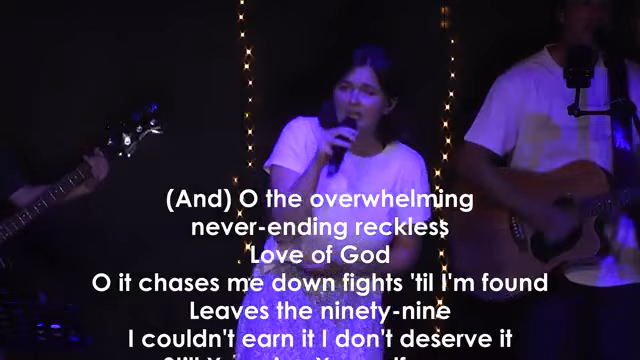 (And) O the overwhelming
never-ending reckless
Love of God
O it chases me down fights 'til I'm found
Leaves the ninety-nine
I couldn't earn it I don't deserve it
Still